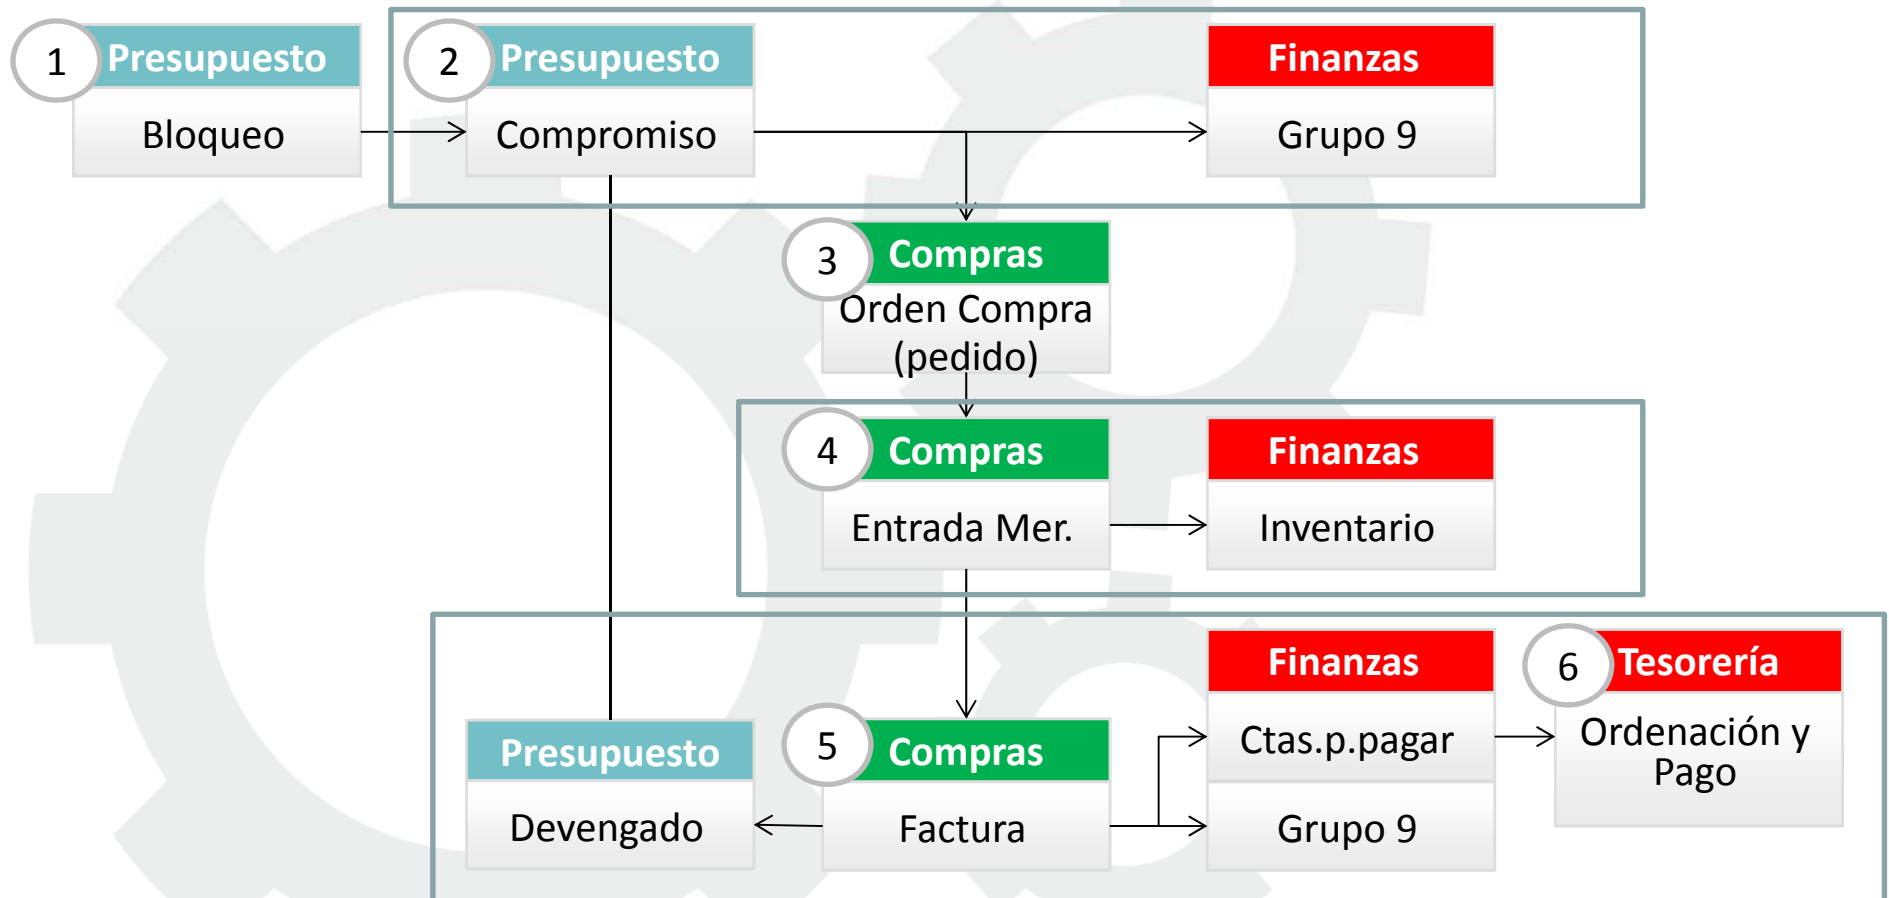 1
Presupuesto
Bloqueo
2
Presupuesto
Compromiso
Finanzas
Grupo 9
3
Compras
Orden Compra
(pedido)
4
Compras
Entrada Mer.
Finanzas
Inventario
Presupuesto
Devengado
5
Compras
Factura
Finanzas
Ctas.p.pagar
Grupo 9
6
Tesorería
Ordenación y
Pago